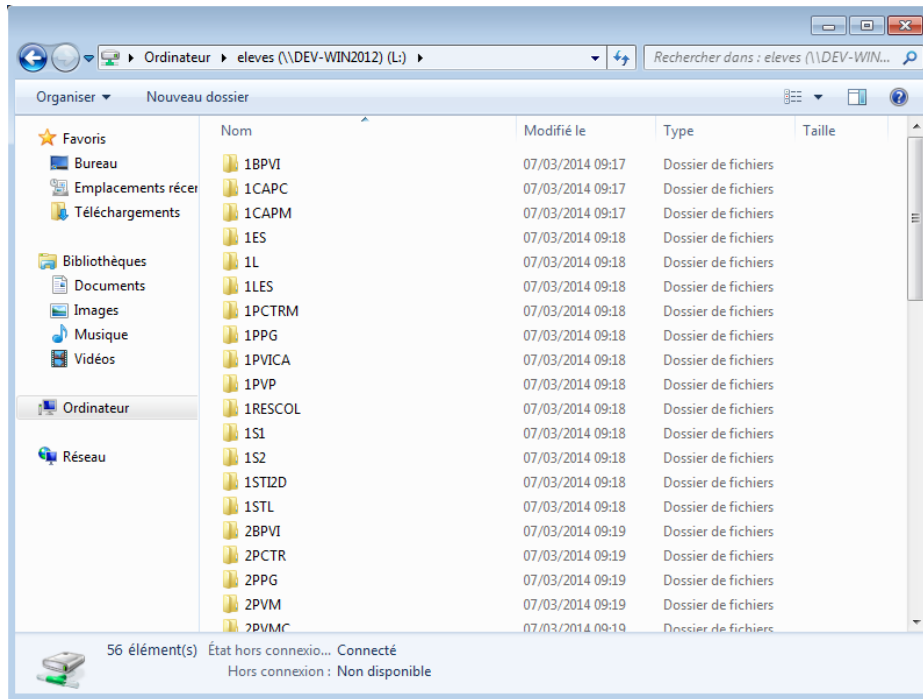 Ordinateur eleves (\\DEV-WIN2012) (L:) Rechercher dans : eleves (\\DEV-WIN...
Organiser Nouveau dossier
Favoris
Bureau
Emplacements récer
Téléchargements
Bibliothèques
Documents
Images
Musique
Vidéos
Ordinateur
Réseau
Nom Modifié le Type Taille
1BPVI 07/03/2014 09:17 Dossier de fichiers
1CAPC 07/03/2014 09:17 Dossier de fichiers
1CAPM 07/03/2014 09:17 Dossier de fichiers
1ES 07/03/2014 09:18 Dossier de fichiers
1L 07/03/2014 09:18 Dossier de fichiers
1LES 07/03/2014 09:18 Dossier de fichiers
1PCTRM 07/03/2014 09:18 Dossier de fichiers
1PPG 07/03/2014 09:18 Dossier de fichiers
1PVICA 07/03/2014 09:18 Dossier de fichiers
1PVP 07/03/2014 09:18 Dossier de fichiers
1RESCOL 07/03/2014 09:18 Dossier de fichiers
1S1 07/03/2014 09:18 Dossier de fichiers
1S2 07/03/2014 09:18 Dossier de fichiers
1STI2D 07/03/2014 09:18 Dossier de fichiers
1STL 07/03/2014 09:18 Dossier de fichiers
2BPVI 07/03/2014 09:19 Dossier de fichiers
2PCTR 07/03/2014 09:19 Dossier de fichiers
2PPG 07/03/2014 09:19 Dossier de fichiers
2PVM 07/03/2014 09:19 Dossier de fichiers
2PVMC 07/03/2014 09:19 Dossier de fichiers
56 élément(s) État hors connexio... Connecté
Hors connexion : Non disponible